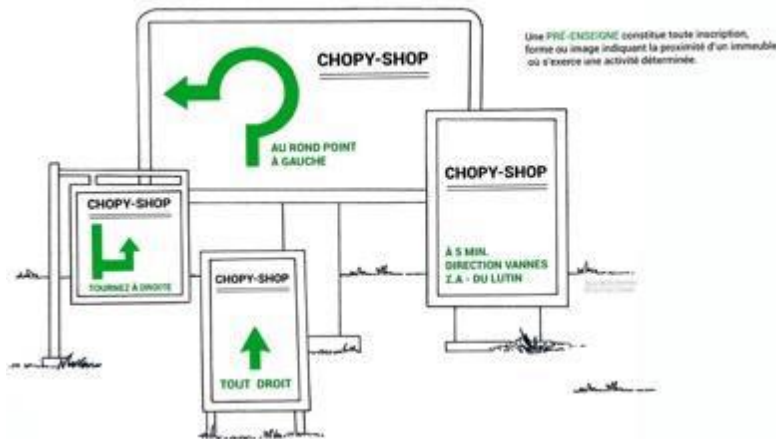 Une PRÉ-ENSEIGNE constitue toute inscription,
forme ou image indiquant la proximité d'un immeuble
où s'exerce une activité déterminée.
CHOPY-SHOP
AU ROND POINT
À GAUCHE
CHOPY-SHOP
À 5 MIN.
DIRECTION VANNES
Z.A - DU LUTIN
CHOPY-SHOP
TOURNEZ À DROITE
CHOPY-SHOP
TOUT DROIT